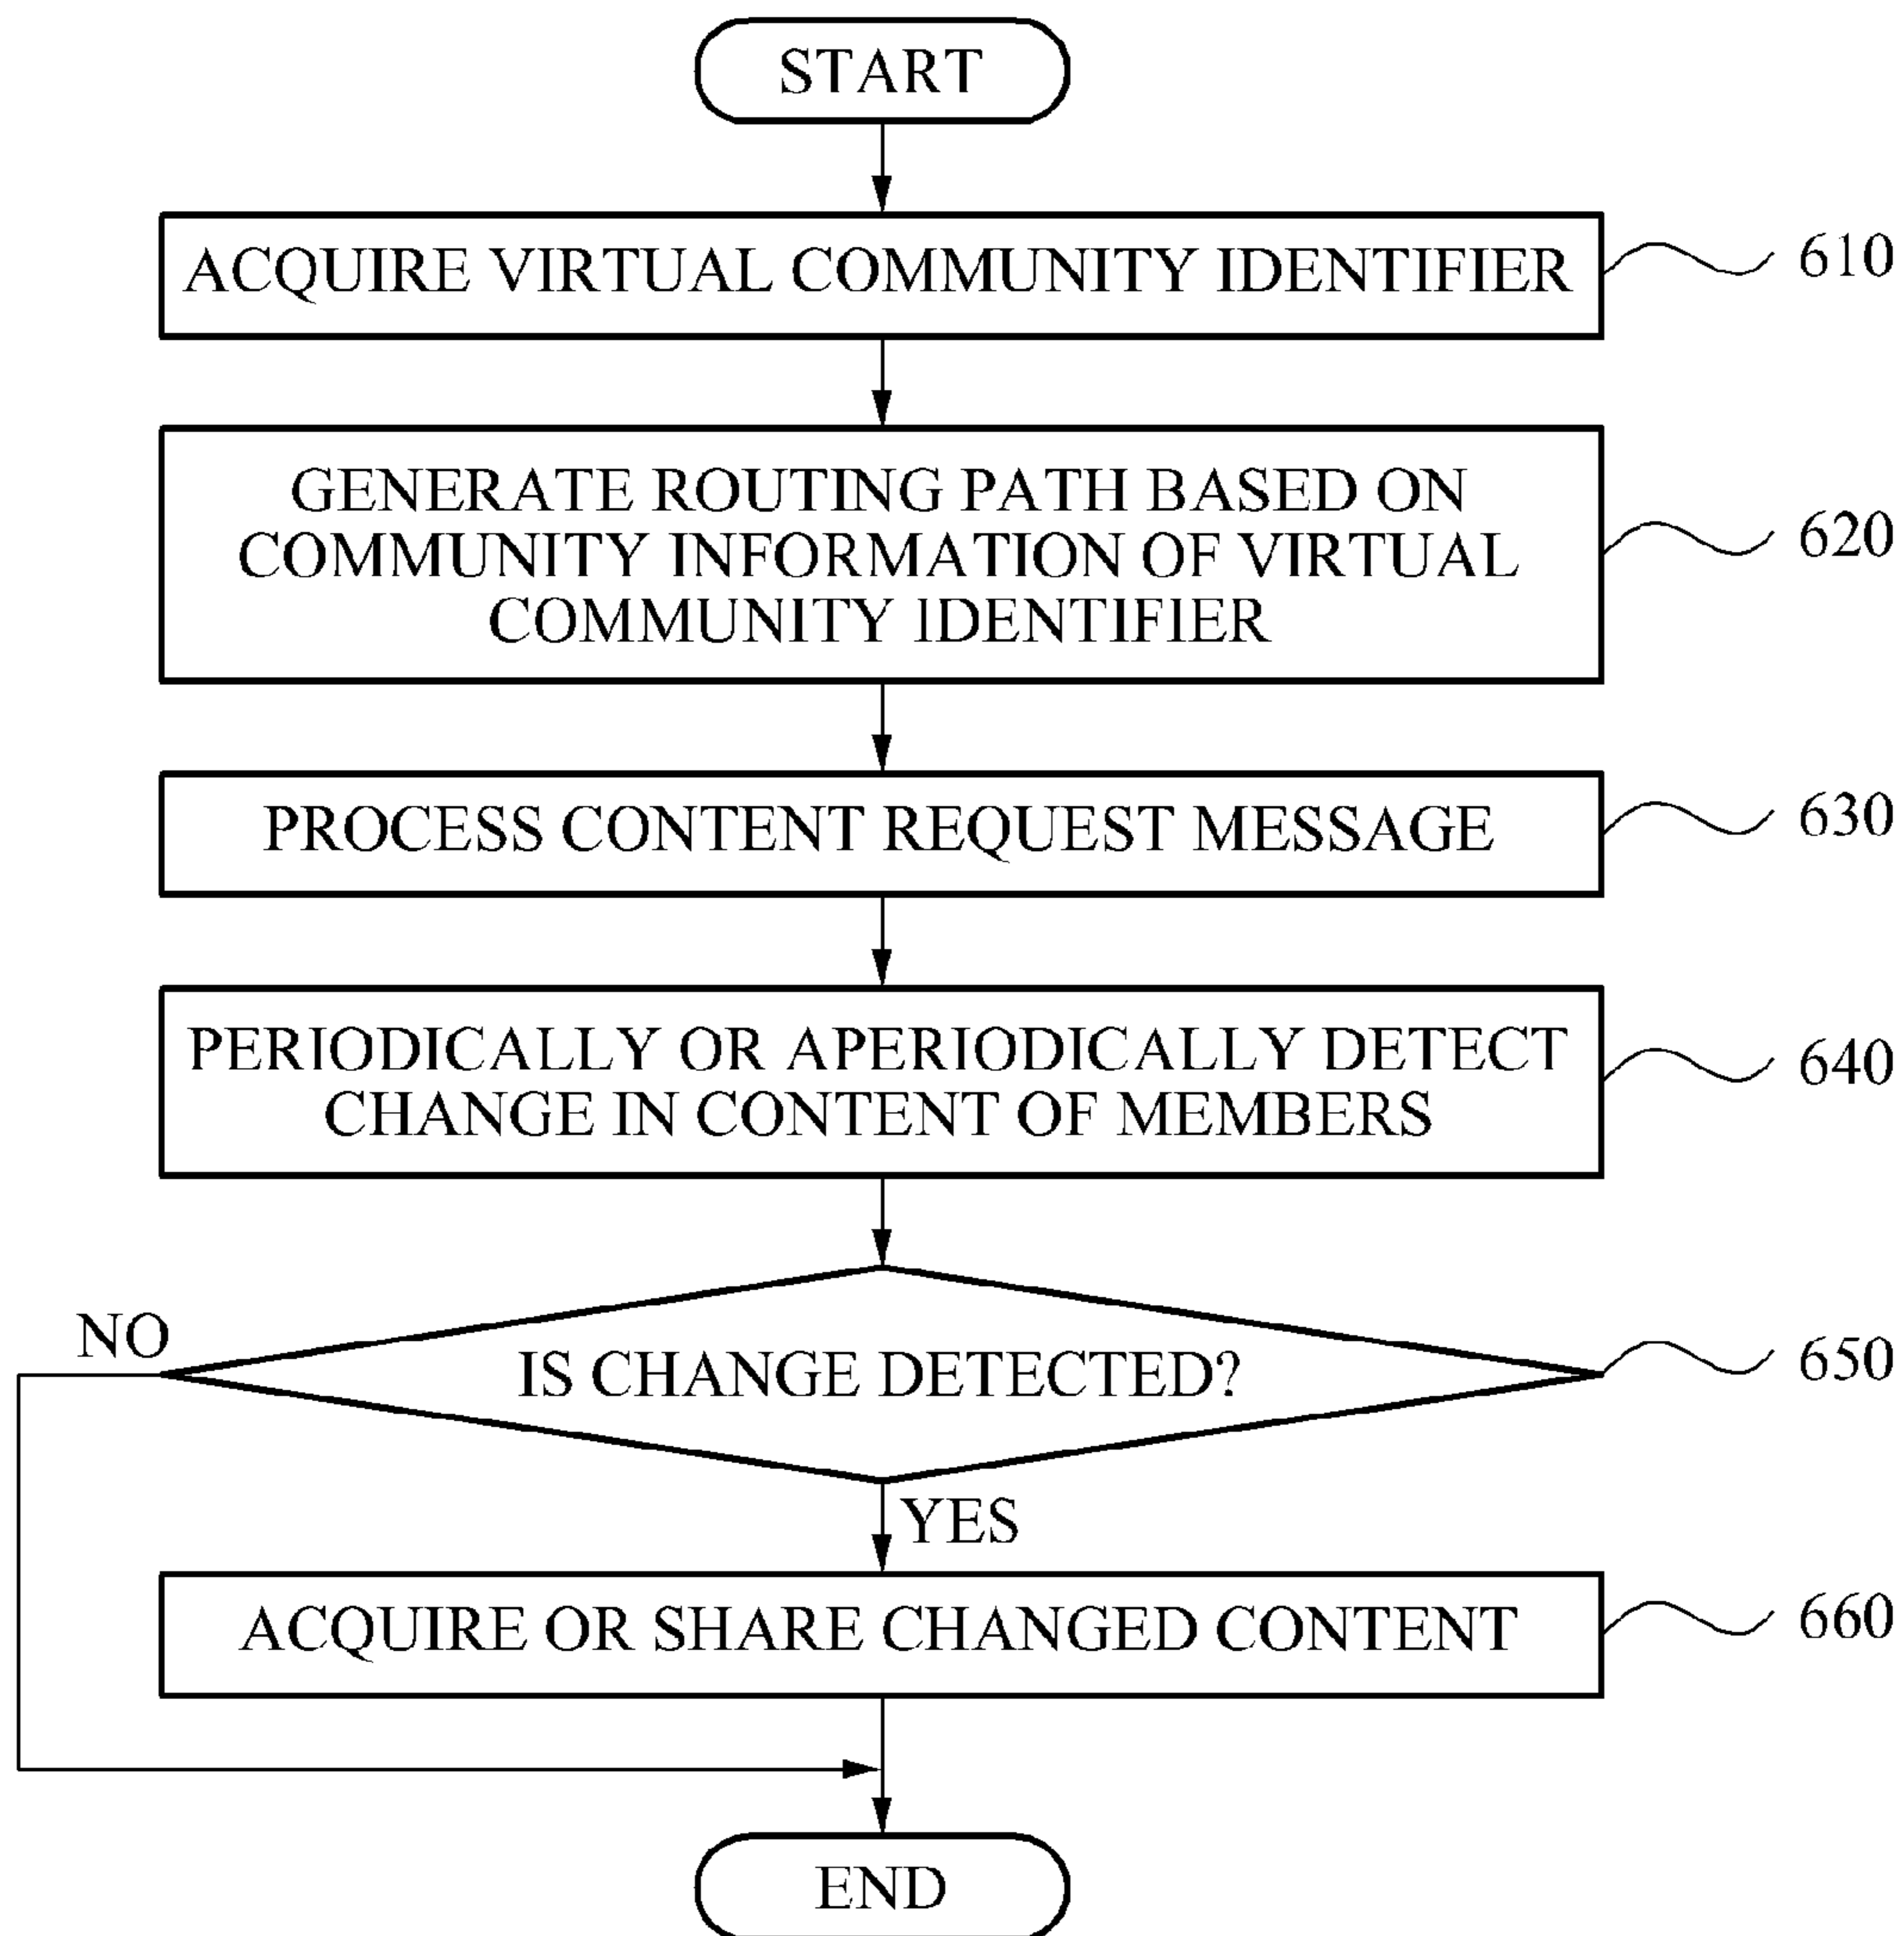 START
ACQUIRE VIRTUAL COMMUNITY IDENTIFIER
610
GENERATE ROUTING PATH BASED ON
COMMUNITY INFORMATION OF VIRTUAL
COMMUNITY IDENTIFIER
620
PROCESS CONTENT REQUEST MESSAGE
630
PERIODICALLY OR APERIODICALLY DETECT
CHANGE IN CONTENT OF MEMBERS
640
NO
IS CHANGE DETECTED?
650
YES
ACQUIRE OR SHARE CHANGED CONTENT
660
END